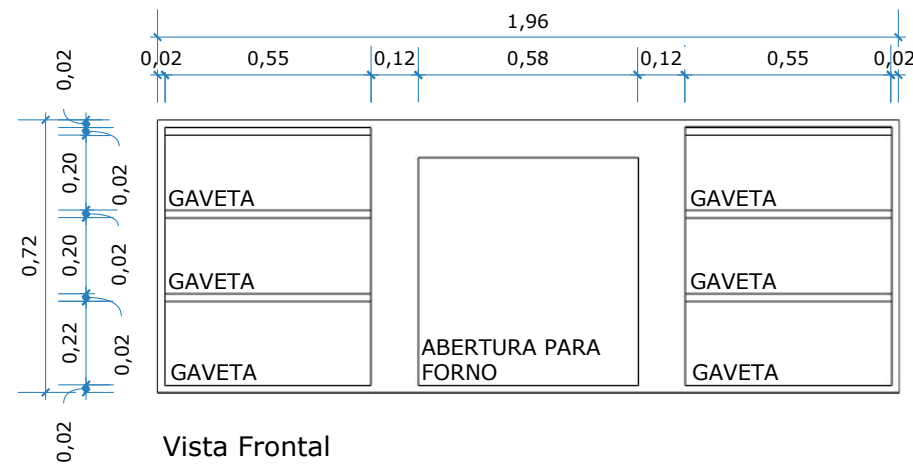 1,96
0,02 0,55 0,12 0,58 0,12 0,55 0,02
0,02
0,20
0,02
GAVETA
GAVETA
0,72
0,20
0,02
GAVETA
GAVETA
0,22
0,02
ABERTURA PARA
FORNO
GAVETA
GAVETA
0,02
Vista Frontal